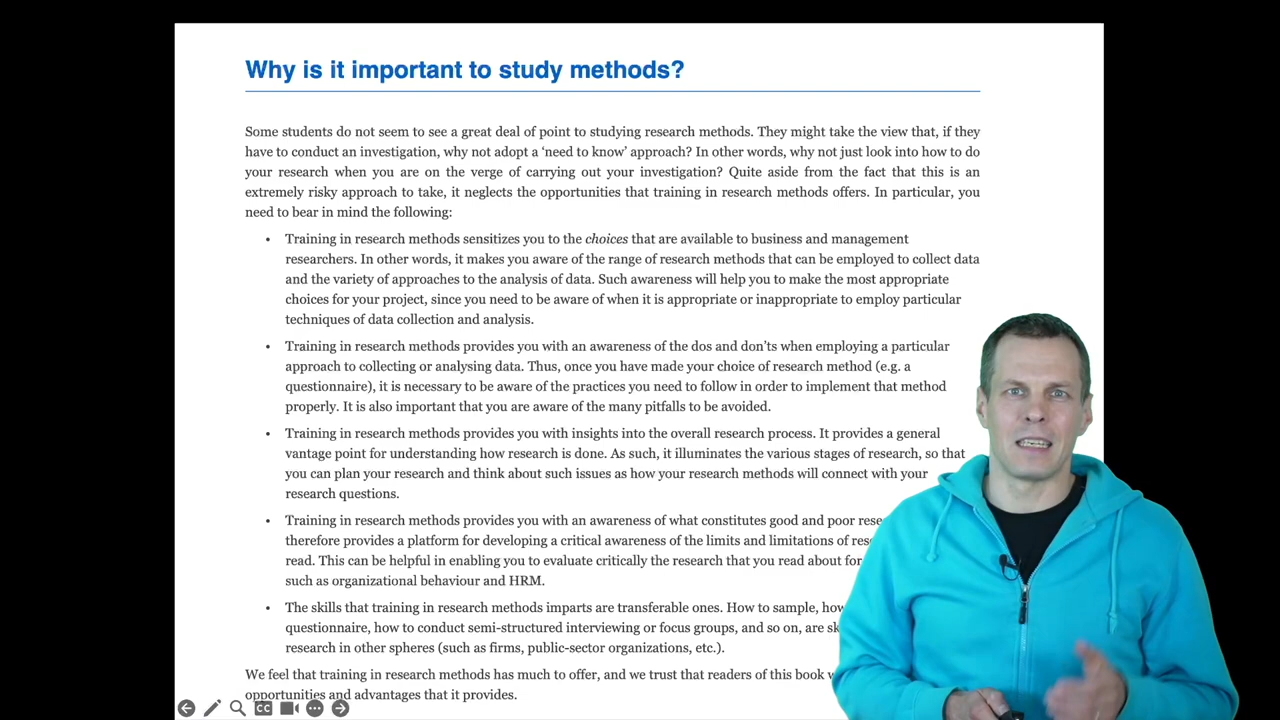 Why is it important to study methods?
Some students do not seem to see a great deal of point to studying research methods. They might take the view that, if they
have to conduct an investigation, why not adopt a ‘need to know’ approach? In other words, why not just look into how to do
your research when you are on the verge of carrying out your investigation? Quite aside from the fact that this is an
extremely risky approach to take, it neglects the opportunities that training in research methods offers. In particular, you
need to bear in mind the following:
• Training in research methods sensitizes you to the choices that are available to business and management
researchers. In other words, it makes you aware of the range of research methods that can be employed to collect data
and the variety of approaches to the analysis of data. Such awareness will help you to make the most appropriate
choices for your project, since you need to be aware of when it is appropriate or inappropriate to employ particular
techniques of data collection and analysis.
• Training in research methods provides you with an awareness of the dos and don’ts when employing a particular
approach to collecting or analysing data. Thus, once you have made your choice of research method (e.g. a
questionnaire), it is necessary to be aware of the practices you need to follow in order to implement that method
properly. It is also important that you are aware of the many pitfalls to be avoided.
• Training in research methods provides you with insights into the overall research process. It provides a general
vantage point for understanding how research is done. As such, it illuminates the various stages of research, so that
you can plan your research and think about such issues as how your research methods will connect with your
research questions.
• Training in research methods provides you with an awareness of what constitutes good and poor
therefore provides a platform for developing a critical awareness of the limits and limitations of
read. This can be helpful in enabling you to evaluate critically the research that you read about for
such as organizational behaviour and HRM.
• The skills that training in research methods imparts are transferable ones. How to sample,
questionnaire, how to conduct semi-structured interviewing or focus groups, and so on, are
research in other spheres (such as firms, public-sector organizations, etc.).
We feel that training in research methods has much to offer, and we trust that readers of this book
opportunities and advantages that it provides.
CC